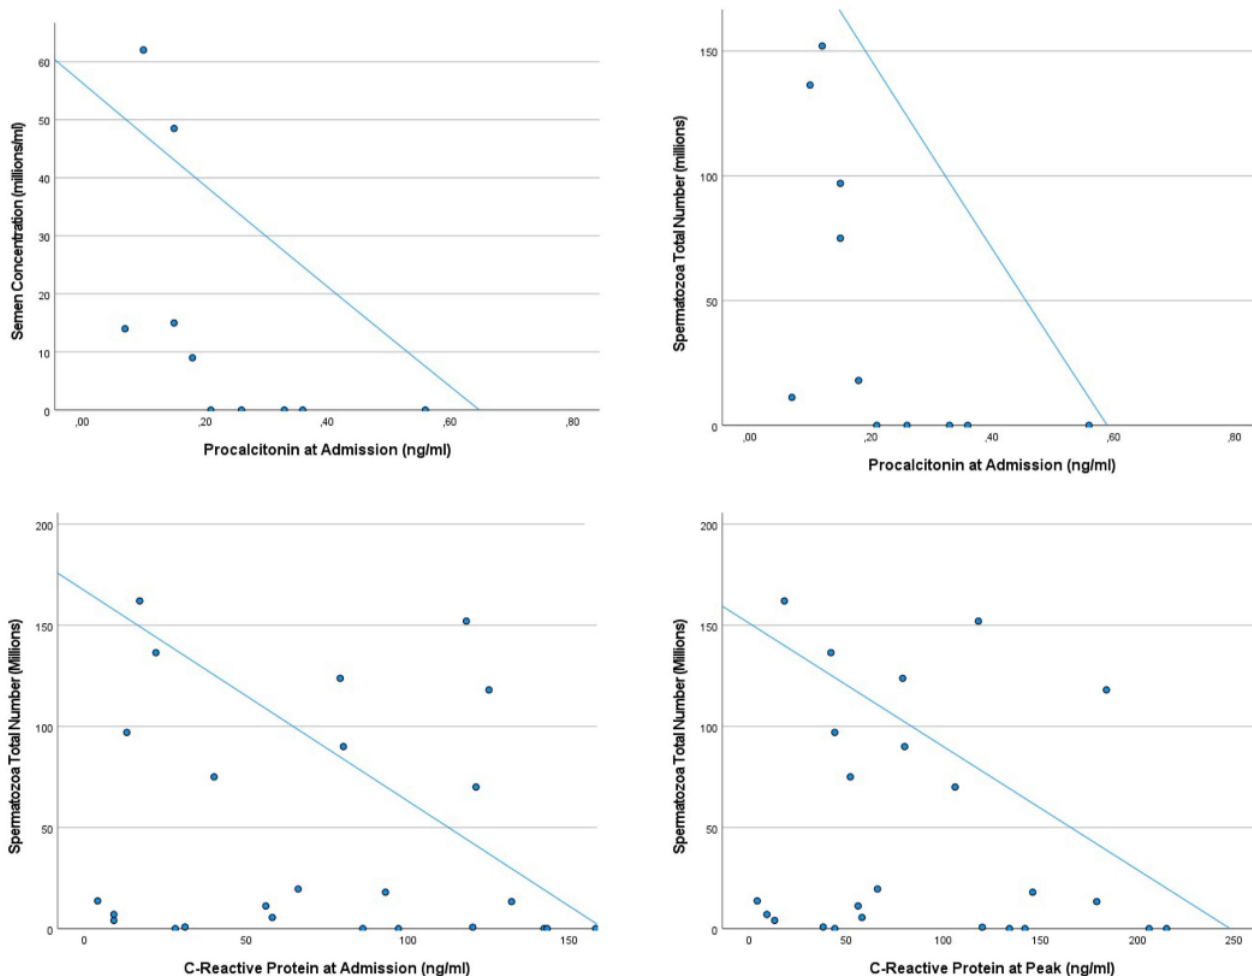 Semen Concentration (millions/ml)
60
50
40
30
20
10
0
,00 ,20 ,40 ,60 ,80
Procalcitonin at Admission (ng/ml)
Spermatozoa Total Number (millions)
150
100
50
0
,00 ,20 ,40 ,60 ,80
Procalcitonin at Admission (ng/ml)
Spermatozoa Total Number (Millions)
200
150
100
50
0
0 50 100 150
C-Reactive Protein at Admission (ng/ml)
Spermatozoa Total Number (Millions)
200
150
100
50
0
0 50 100 150 200 250
C-Reactive Protein at Peak (ng/ml)